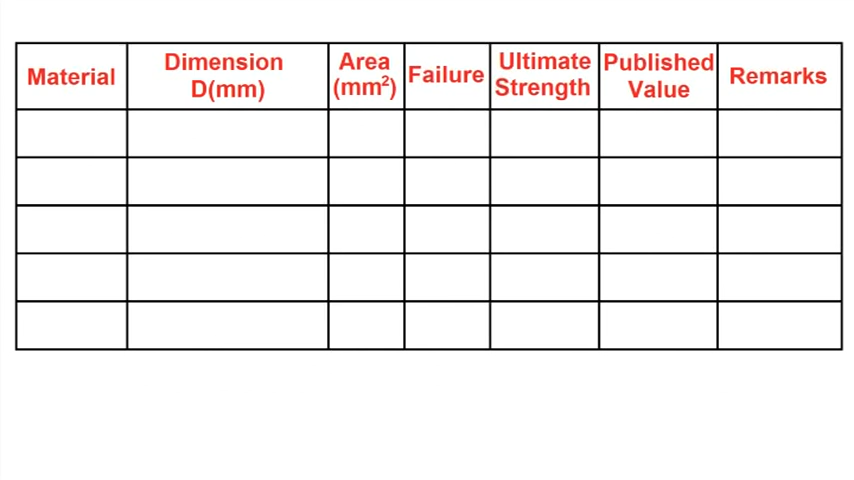 Material
Dimension
D(mm)
Area
(mm²)
Failure
Ultimate
Strength
Published
Value
Remarks